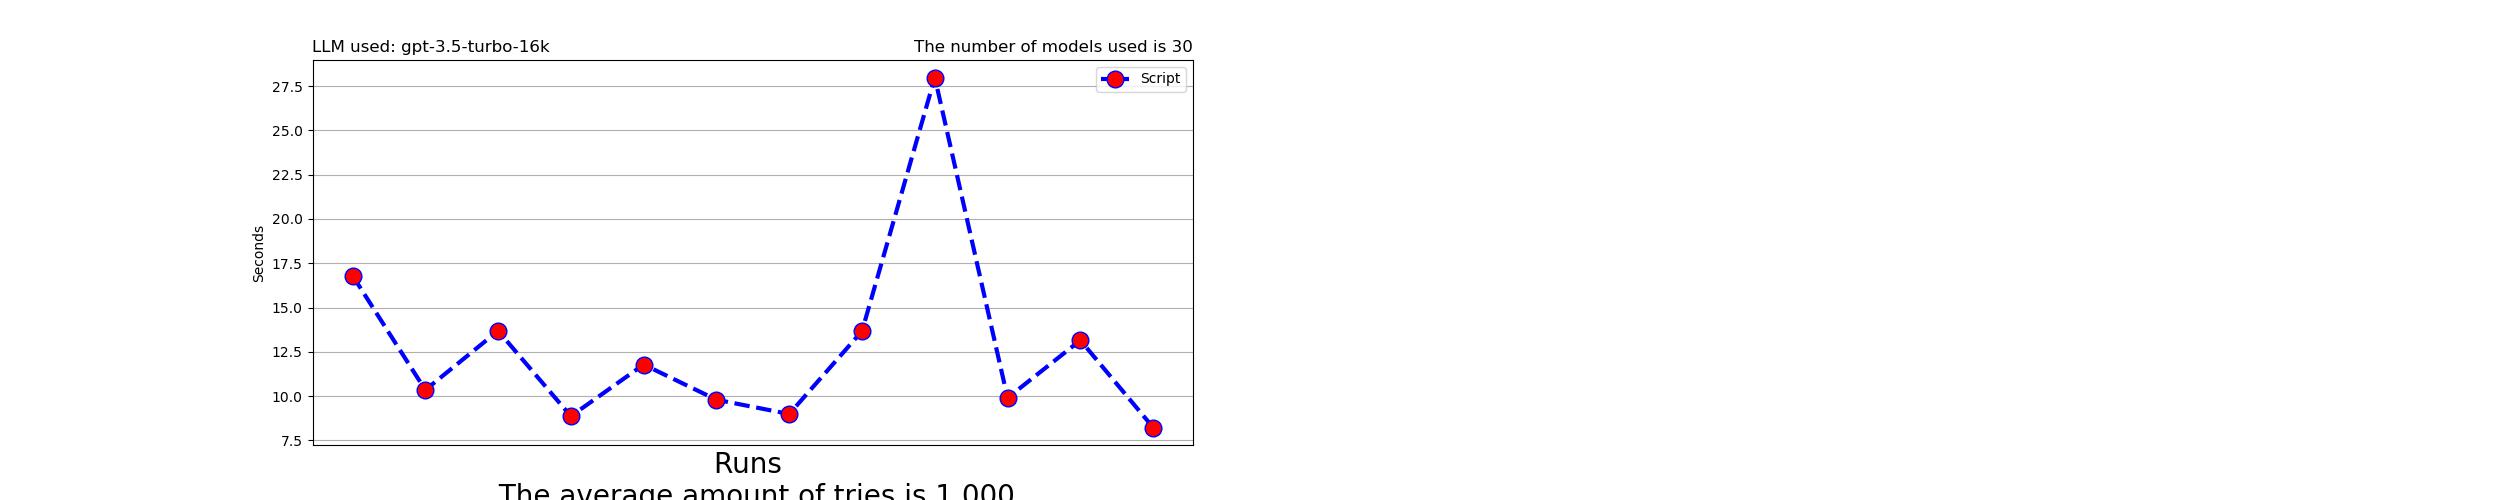 LLM used: gpt-3.5-turbo-16k
The number of models used is 30
Script
27.5
25.0
22.5
20.0
17.5
15.0
12.5
10.0
7.5
Seconds
Runs
The average amount of tries is 1.000